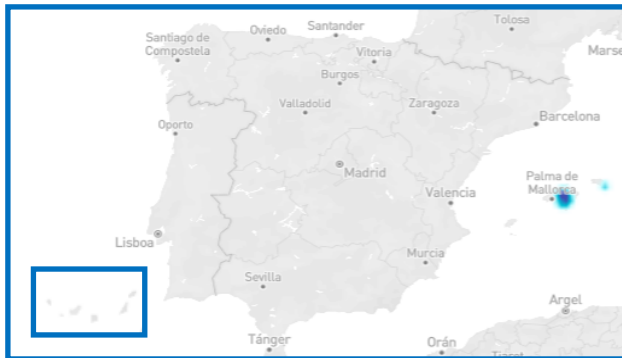 Tolosa
Santander
Oviedo
Santiago de
Compostela
Vitoria
Marse
Burgos
Valladolid
Zaragoza
Barcelona
Oporto
Madrid
Palma de
Mallorca
Valencia
Lisboa
Murcia
Sevilla
Argel
Tánger
Orán
Tiaret